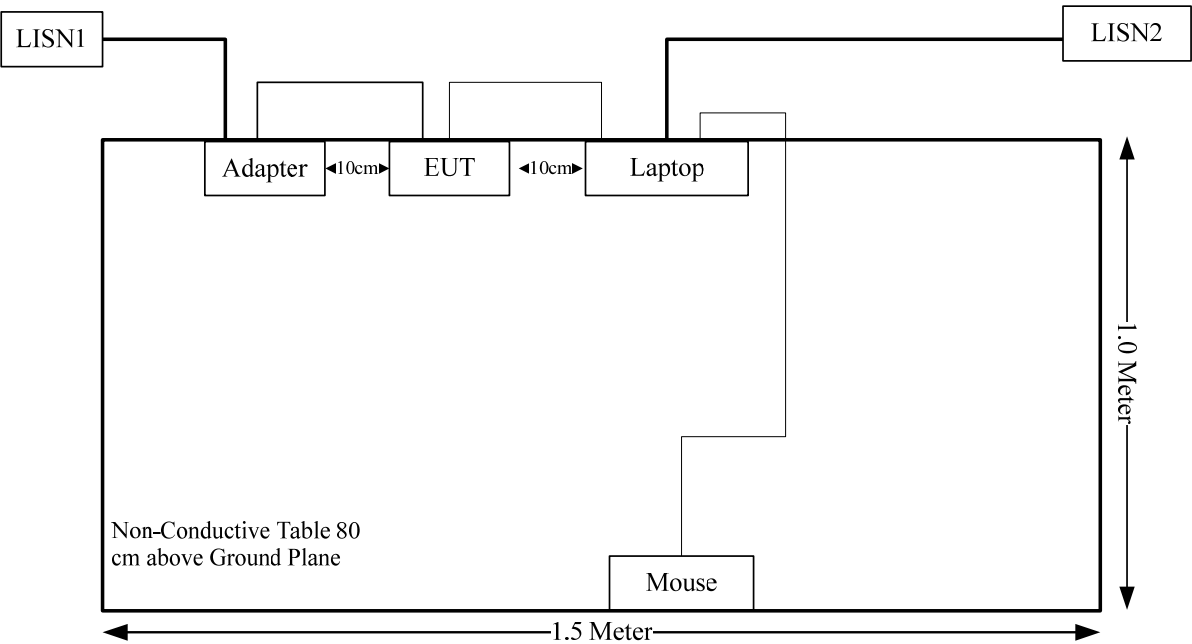 LISN1
LISN2
Adapter
10cm
EUT
10cm
Laptop
1.0 Meter
Non-Conductive Table 80
cm above Ground Plane
Mouse
1.5 Meter